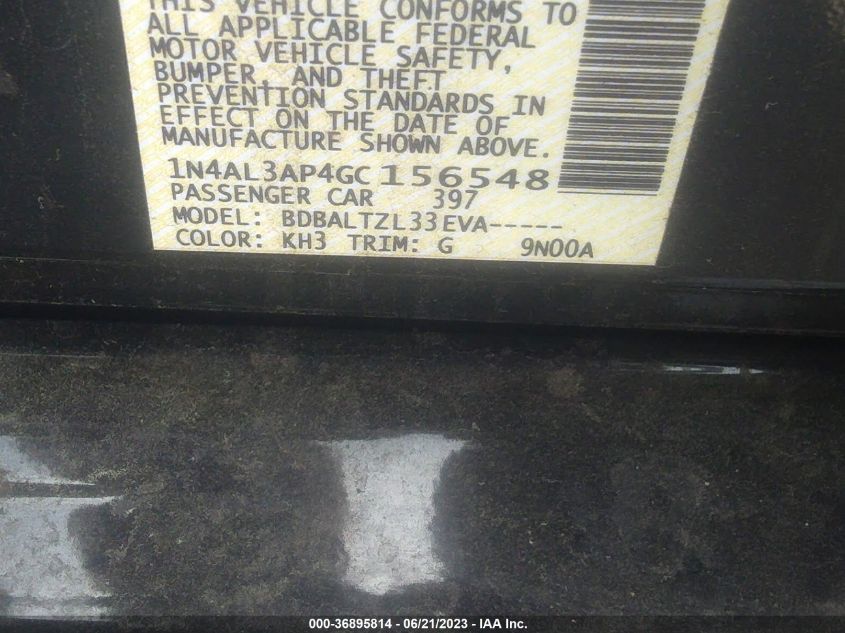 THIS VEHICLE CONFORMS TO
ALL APPLICABLE FEDERAL
MOTOR VEHICLE SAFETY,
BUMPER, AND THEFT
PREVENTION STANDARDS IN
EFFECT ON THE DATE OF
MANUFACTURE SHOWN ABOVE.
1N4AL3AP4GC156548
PASSENGER CAR 397
MODEL: BDBALTZL33EVA-----
COLOR: KH3 TRIM: G 9N00A
000-36895814 - 06/21/2023 - IAA Inc.